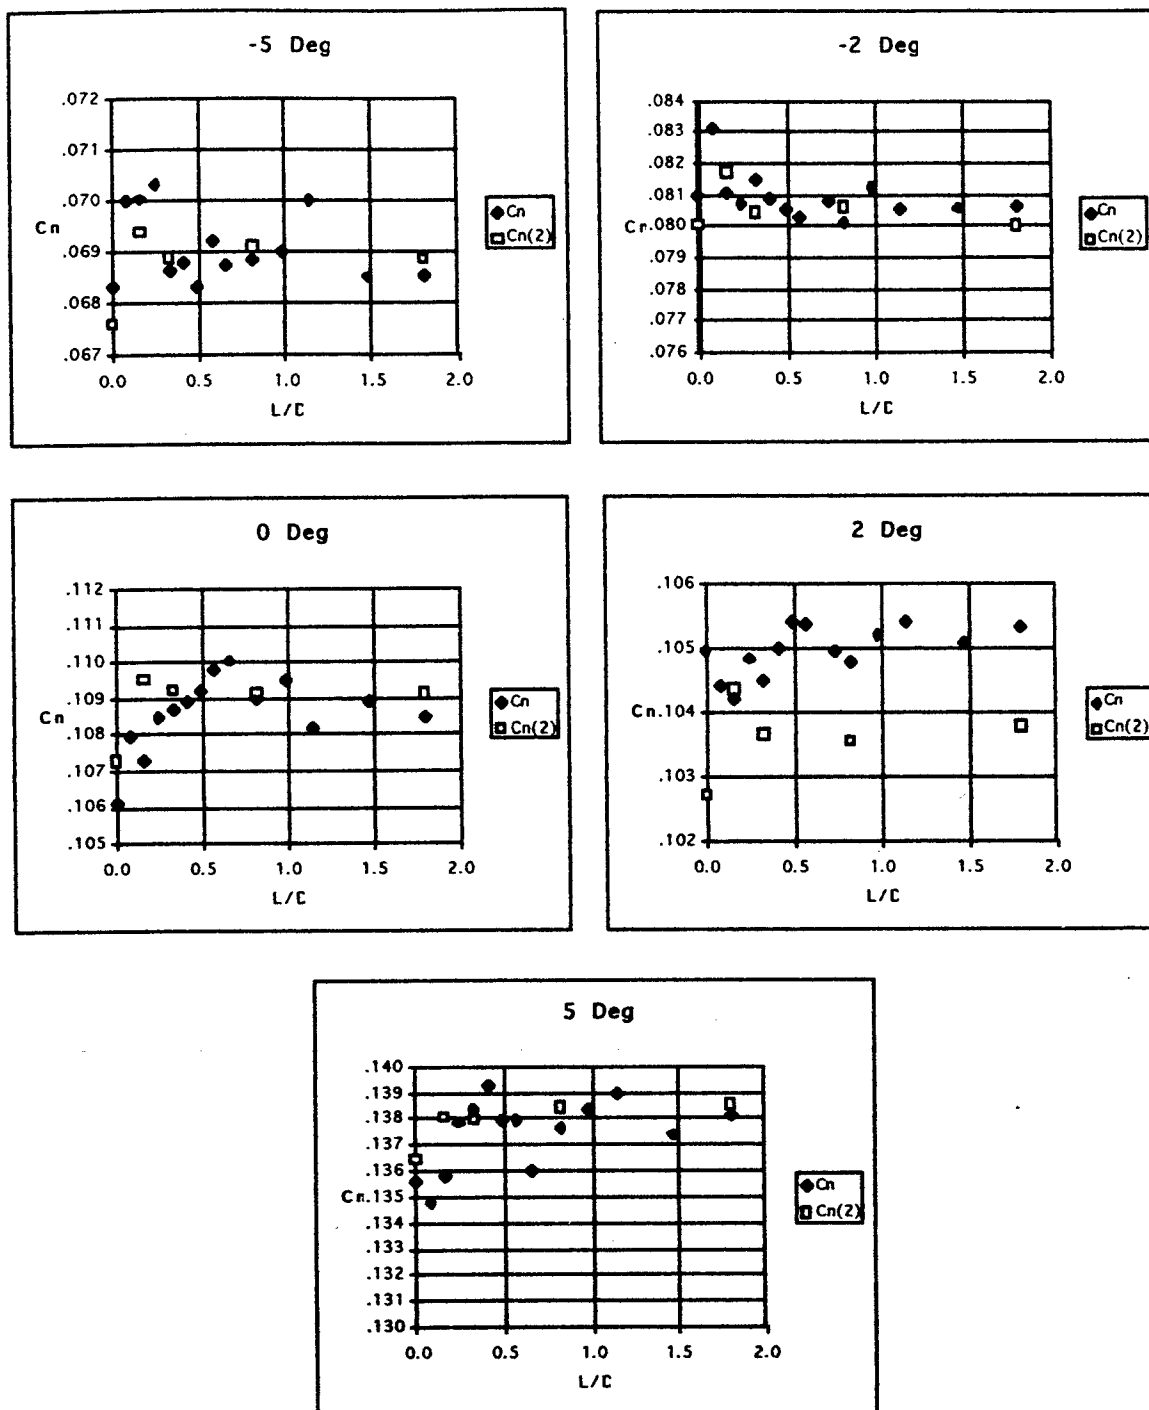 -5 Deg
.072
.071
.070
Cn
.069
.068
.067
0.0 0.5 1.0 1.5 2.0
L/C
Cn
Cn(2)
-2 Deg
.084
.083
.082
.081
Cn.080
.079
.078
.077
.076
0.0 0.5 1.0 1.5 2.0
L/C
Cn
Cn(2)
0 Deg
.112
.111
.110
.109
Cn
.108
.107
.106
.105
0.0 0.5 1.0 1.5 2.0
L/C
Cn
Cn(2)
2 Deg
.106
.105
Cn.104
.103
.102
0.0 0.5 1.0 1.5 2.0
L/C
Cn
Cn(2)
5 Deg
.140
.139
.138
.137
.136
Cn.135
.134
.133
.132
.131
.130
0.0 0.5 1.0 1.5 2.0
L/C
Cn
Cn(2)